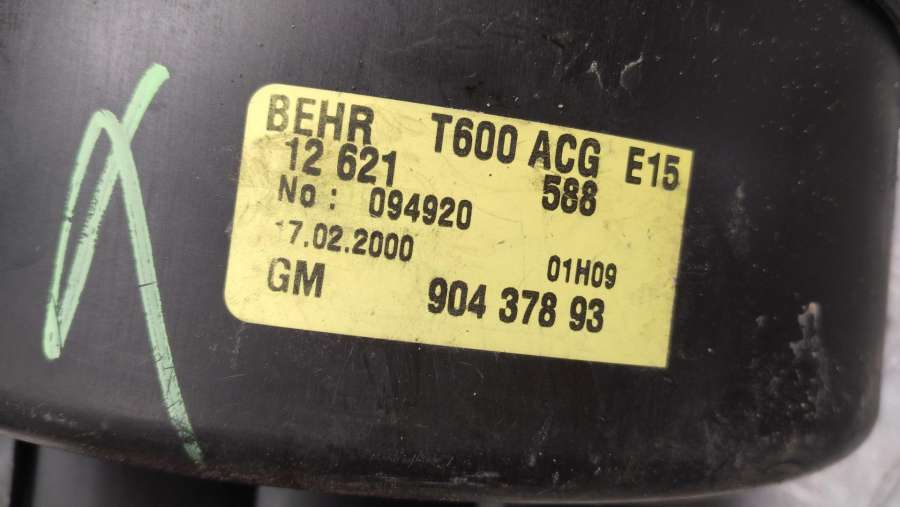 BEHR T600 ACG E15
12 621 588
No: 094920
17.02.2000 01H09
GM 904 378 93